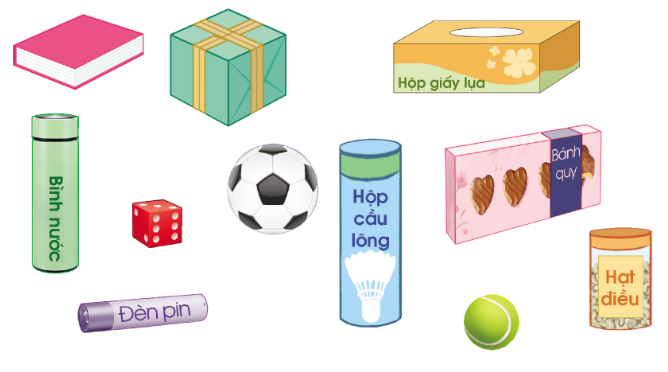 Hộp giấy lụa
Bình nước
Hộp
cầu
lông
Bánh
quy
Đèn pin
Hạt
điều